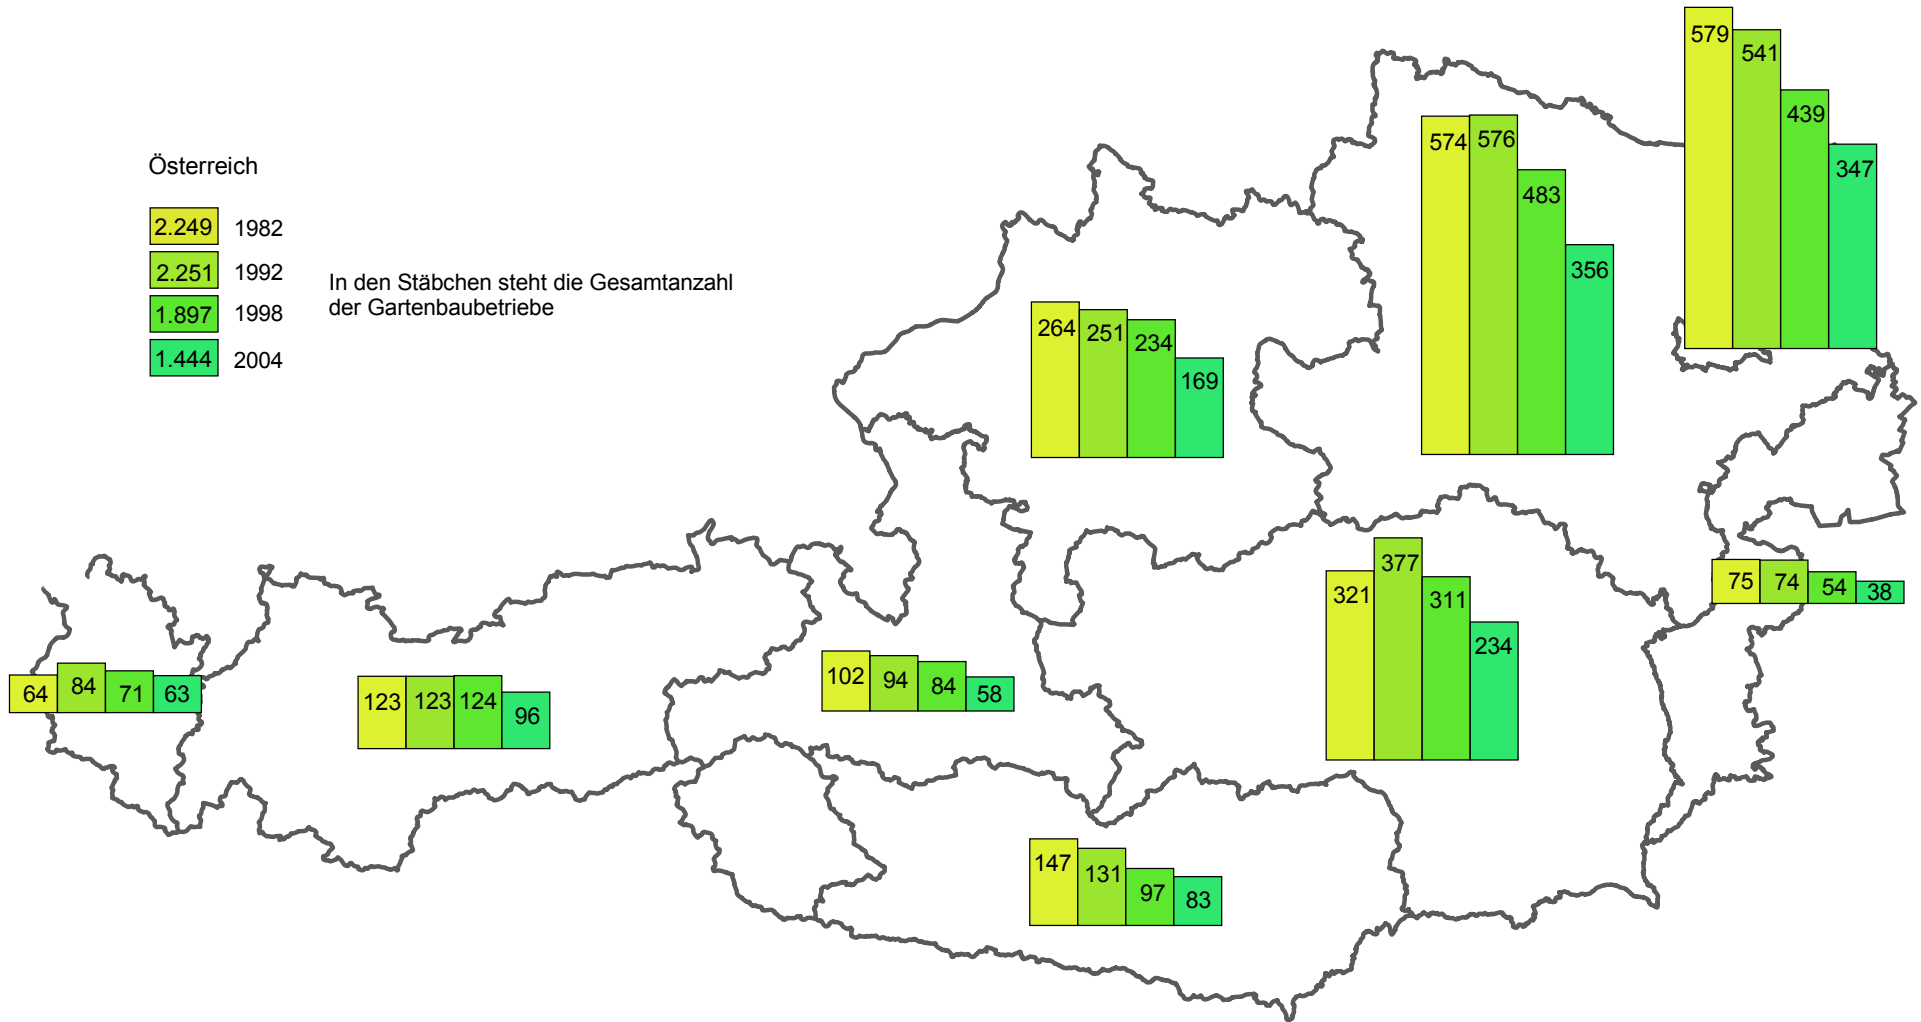 Österreich
2.249 1982
2.251 1992
1.897 1998
1.444 2004
In den Stäbchen steht die Gesamtanzahl
der Gartenbaubetriebe
579 541 439 347
574 576 483 356
264 251 234 169
75 74 54 38
321 377 311 234
64 84 71 63
123 123 124 96
102 94 84 58
147 131 97 83